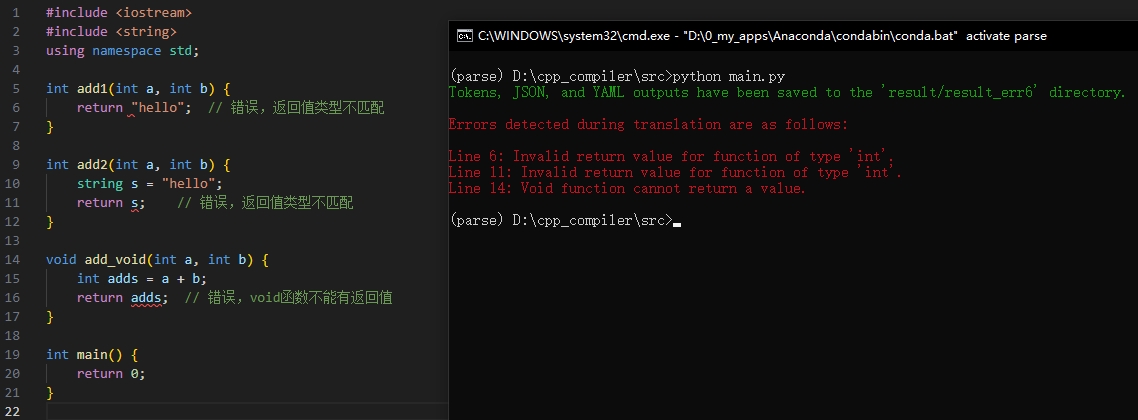 1 #include <iostream>
2 #include <string>
3 using namespace std;
4
5 int add1(int a, int b) {
6     return "hello";  // 错误，返回值类型不匹配
7 }
8
9 int add2(int a, int b) {
10     string s = "hello";
11     return s;    // 错误，返回值类型不匹配
12 }
13
14 void add_void(int a, int b) {
15     int adds = a + b;
16     return adds;  // 错误，void函数不能有返回值
17 }
18
19 int main() {
20     return 0;
21 }
22
C:\WINDOWS\system32\cmd.exe - "D:\0_my_apps\Anaconda\condabin\conda.bat"  activate parse
(parse) D:\cpp_compiler\src>python main.py
Tokens, JSON, and YAML outputs have been saved to the 'result/result_err6' directory.
Errors detected during translation are as follows:
Line 6: Invalid return value for function of type 'int'.
Line 11: Invalid return value for function of type 'int'.
Line 14: Void function cannot return a value.
(parse) D:\cpp_compiler\src>